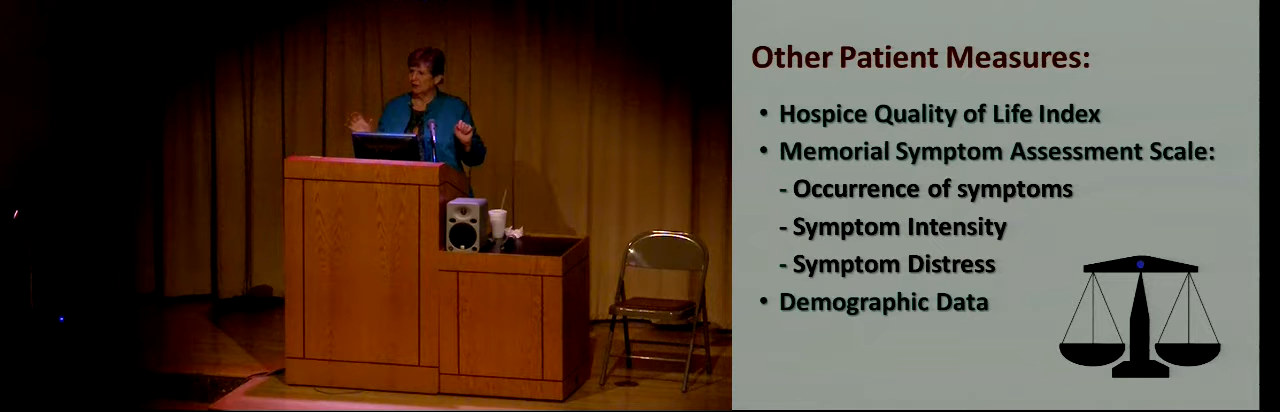 Other Patient Measures:
• Hospice Quality of Life Index
• Memorial Symptom Assessment Scale:
- Occurrence of symptoms
- Symptom Intensity
- Symptom Distress
• Demographic Data